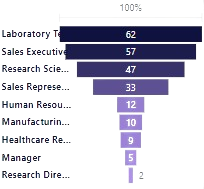 100%
Laboratory Te
62
Sales Executive
57
Research Scie...
47
Sales Represe...
33
Human Resou...
12
Manufacturin...
10
Healthcare Re...
9
Manager
5
Research Dire...
2